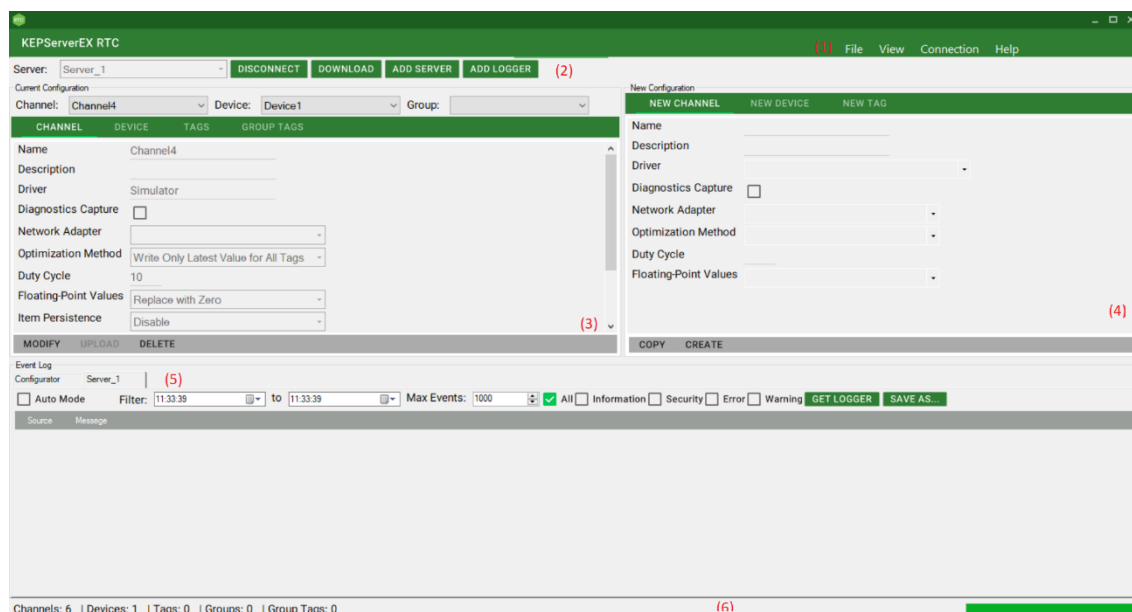 RTC
KEPServerEX RTC
(1) File View Connection Help
Server: Server_1 DISCONNECT DOWNLOAD ADD SERVER ADD LOGGER (2)
Current Configuration
Channel: Channel4 Device: Device1 Group:
CHANNEL DEVICE TAGS GROUP TAGS
Name Channel4
Description
Driver Simulator
Diagnostics Capture
Network Adapter
Optimization Method Write Only Latest Value for All Tags
Duty Cycle 10
Floating-Point Values Replace with Zero
Item Persistence Disable
(3)
MODIFY UPLOAD DELETE
New Configuration
NEW CHANNEL NEW DEVICE NEW TAG
Name
Description
Driver
Diagnostics Capture
Network Adapter
Optimization Method
Duty Cycle
Floating-Point Values
(4)
COPY CREATE
Event Log
Configurator Server_1 (5)
Auto Mode Filter: 11:33:39 to 11:33:39 Max Events: 1000 All Information Security Error Warning GET LOGGER SAVE AS...
Source Message
Channels: 6 | Devices: 1 | Tags: 0 | Groups: 0 | Group Tags: 0 (6)